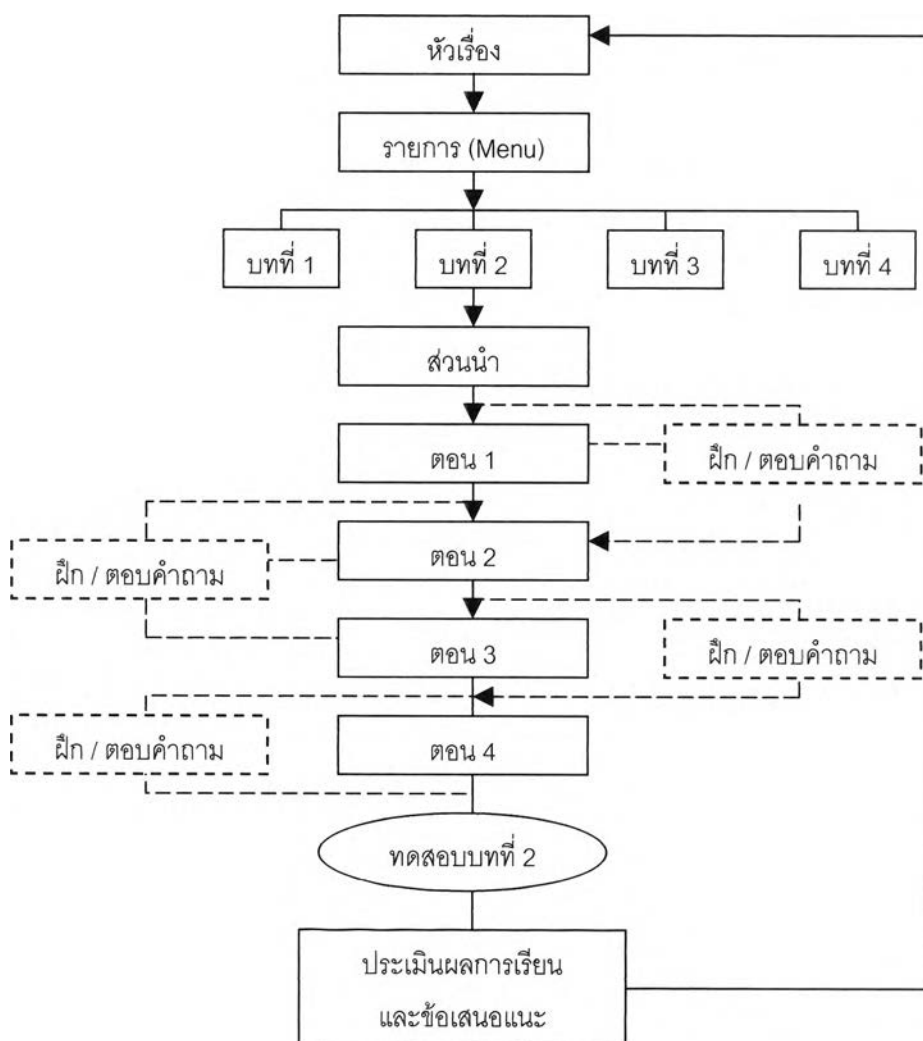 หัวเรื่อง
รายการ (Menu)
บทที่ 1
บทที่ 2
บทที่ 3
บทที่ 4
ส่วนนำ
ตอน 1
ฝึก / ตอบคำถาม
ตอน 2
ฝึก / ตอบคำถาม
ตอน 3
ฝึก / ตอบคำถาม
ตอน 4
ฝึก / ตอบคำถาม
ทดสอบบทที่ 2
ประเมินผลการเรียน
และข้อเสนอแนะ